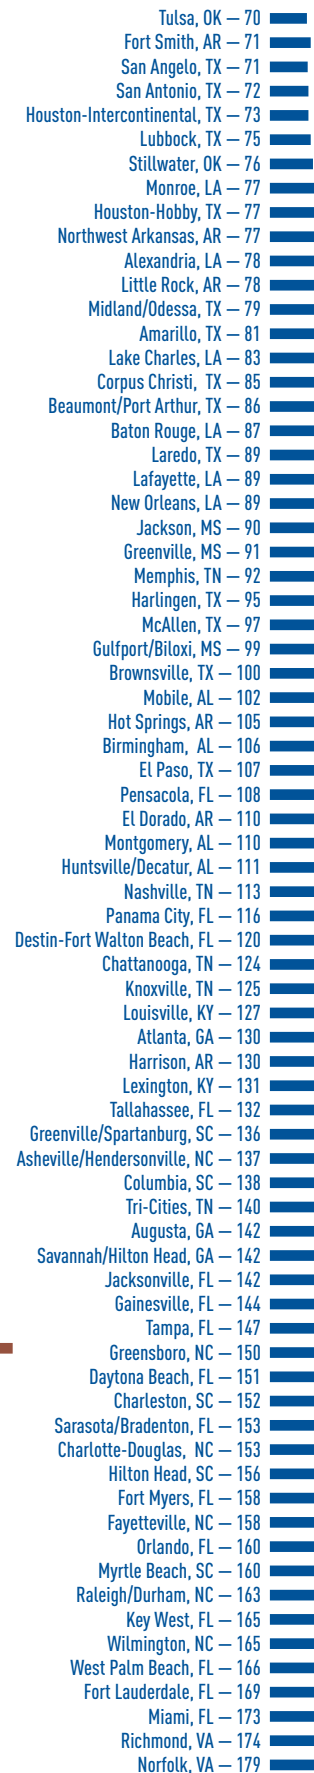 Tulsa, OK — 70
Fort Smith, AR — 71
San Angelo, TX — 71
San Antonio, TX — 72
Houston-Intercontinental, TX — 73
Lubbock, TX — 75
Stillwater, OK — 76
Monroe, LA — 77
Houston-Hobby, TX — 77
Northwest Arkansas, AR — 77
Alexandria, LA — 78
Little Rock, AR — 78
Midland/Odessa, TX — 79
Amarillo, TX — 81
Lake Charles, LA — 83
Corpus Christi, TX — 85
Beaumont/Port Arthur, TX — 86
Baton Rouge, LA — 87
Laredo, TX — 89
Lafayette, LA — 89
New Orleans, LA — 89
Jackson, MS — 90
Greenville, MS — 91
Memphis, TN — 92
Harlingen, TX — 95
McAllen, TX — 97
Gulfport/Biloxi, MS — 99
Brownsville, TX — 100
Mobile, AL — 102
Hot Springs, AR — 105
Birmingham, AL — 106
El Paso, TX — 107
Pensacola, FL — 108
El Dorado, AR — 110
Montgomery, AL — 110
Huntsville/Decatur, AL — 111
Nashville, TN — 113
Panama City, FL — 116
Destin-Fort Walton Beach, FL — 120
Chattanooga, TN — 124
Knoxville, TN — 125
Louisville, KY — 127
Atlanta, GA — 130
Harrison, AR — 130
Lexington, KY — 131
Tallahassee, FL — 132
Greenville/Spartanburg, SC — 136
Asheville/Hendersonville, NC — 137
Columbia, SC — 138
Tri-Cities, TN — 140
Augusta, GA — 142
Savannah/Hilton Head, GA — 142
Jacksonville, FL — 142
Gainesville, FL — 144
Tampa, FL — 147
Greensboro, NC — 150
Daytona Beach, FL — 151
Charleston, SC — 152
Sarasota/Bradenton, FL — 153
Charlotte-Douglas, NC — 153
Hilton Head, SC — 156
Fort Myers, FL — 158
Fayetteville, NC — 158
Orlando, FL — 160
Myrtle Beach, SC — 160
Raleigh/Durham, NC — 163
Key West, FL — 165
Wilmington, NC — 165
West Palm Beach, FL — 166
Fort Lauderdale, FL — 169
Miami, FL — 173
Richmond, VA — 174
Norfolk, VA — 179